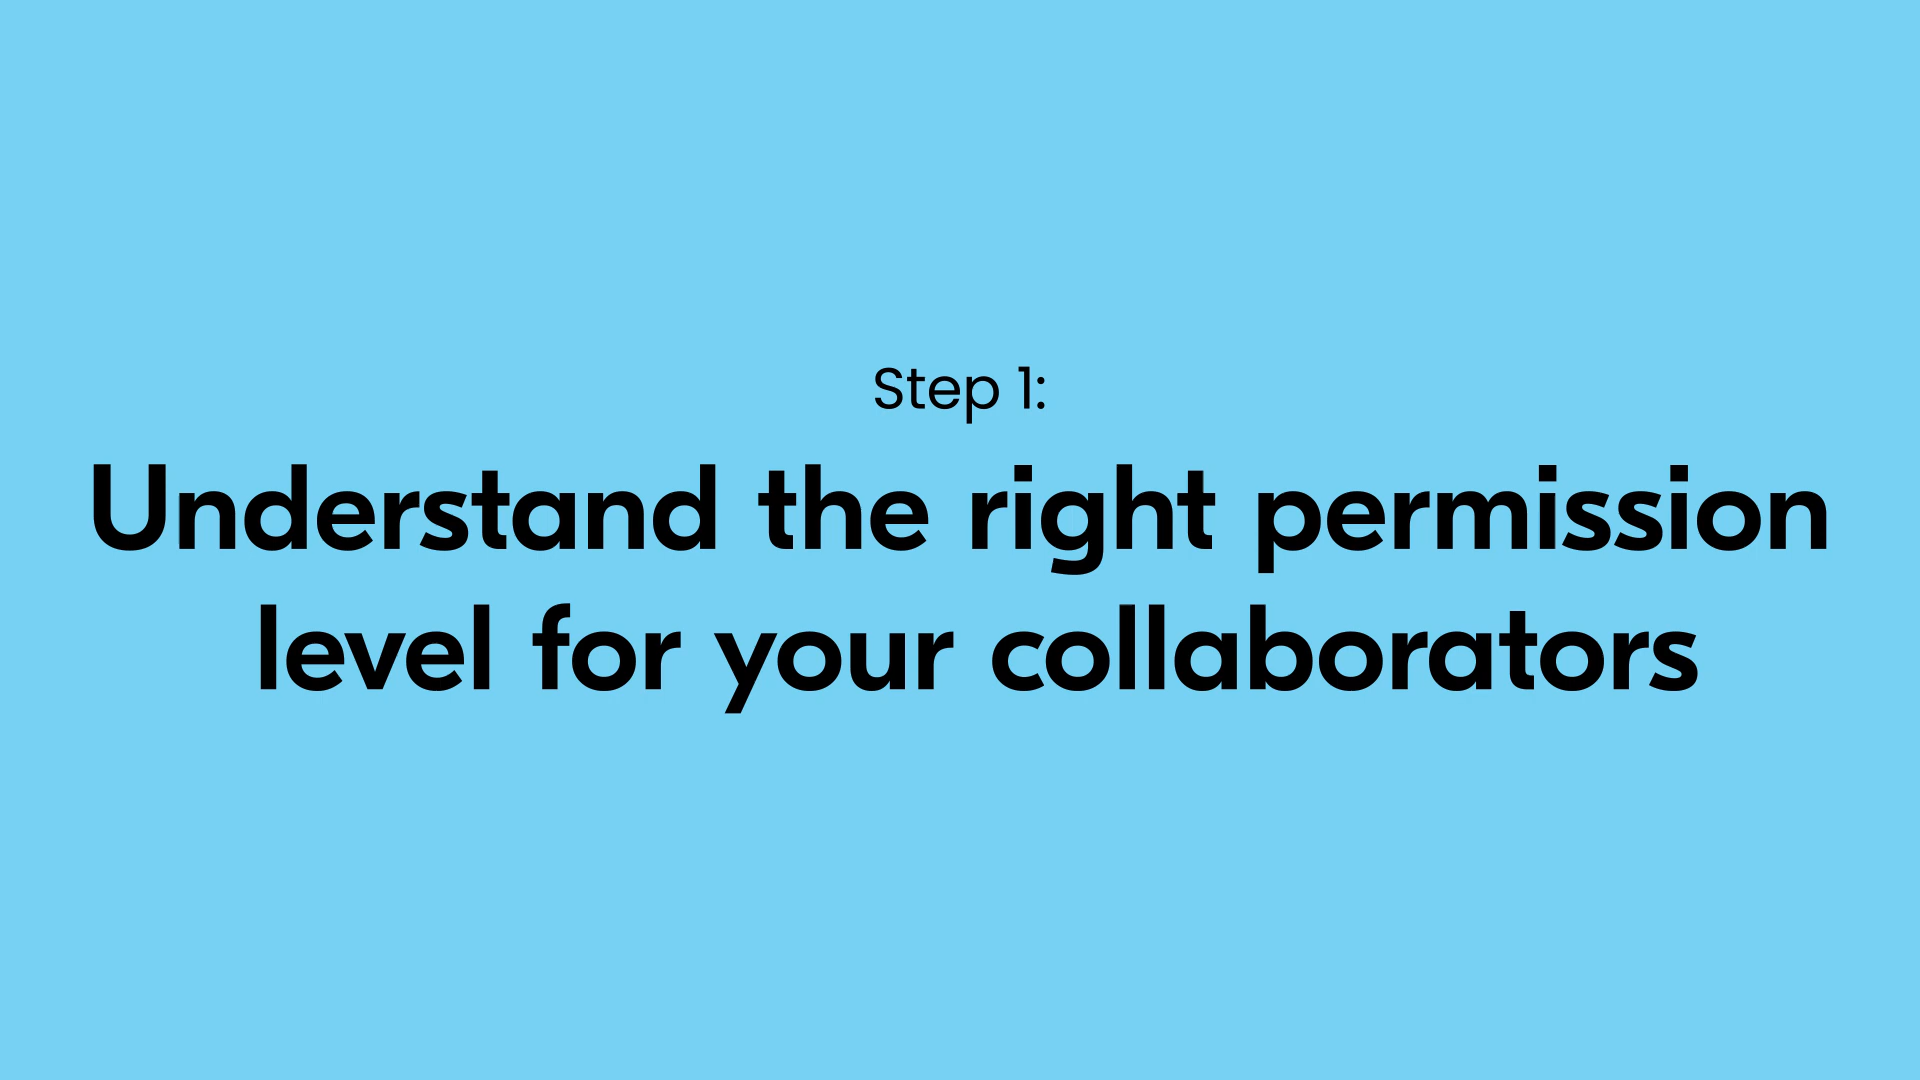 Step 1:
Understand the right permission
level for your collaborators